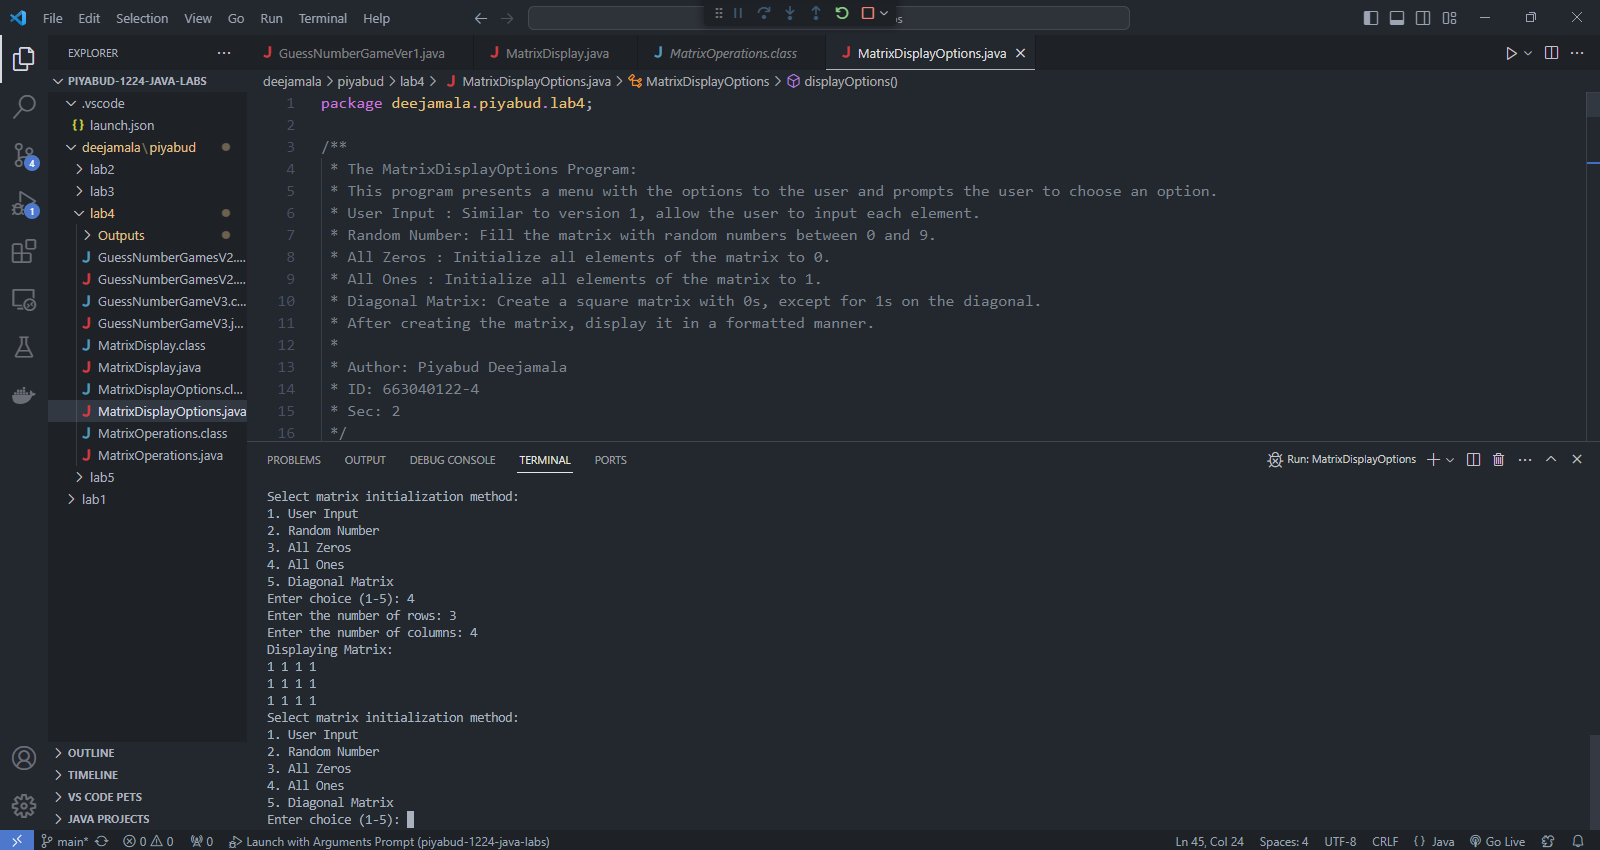 File Edit Selection View Go Run Terminal Help
os
EXPLORER
GuessNumberGameVer1.java
MatrixDisplay.java
MatrixOperations.class
MatrixDisplayOptions.java
PIYABUD-1224-JAVA-LABS
.vscode
launch.json
deejamala\piyabud
lab2
lab3
lab4
Outputs
GuessNumberGamesV2....
GuessNumberGamesV2....
GuessNumberGameV3.c...
GuessNumberGameV3.j...
MatrixDisplay.class
MatrixDisplay.java
MatrixDisplayOptions.cl...
MatrixDisplayOptions.java
MatrixOperations.class
MatrixOperations.java
lab5
lab1
OUTLINE
TIMELINE
VS CODE PETS
JAVA PROJECTS
4
1
deejamala > piyabud > lab4 > MatrixDisplayOptions.java > MatrixDisplayOptions > displayOptions()
1 package deejamala.piyabud.lab4;
2
3 /**
4 * The MatrixDisplayOptions Program:
5 * This program presents a menu with the options to the user and prompts the user to choose an option.
6 * User Input : Similar to version 1, allow the user to input each element.
7 * Random Number: Fill the matrix with random numbers between 0 and 9.
8 * All Zeros : Initialize all elements of the matrix to 0.
9 * All Ones : Initialize all elements of the matrix to 1.
10 * Diagonal Matrix: Create a square matrix with 0s, except for 1s on the diagonal.
11 * After creating the matrix, display it in a formatted manner.
12 *
13 * Author: Piyabud Deejamala
14 * ID: 663040122-4
15 * Sec: 2
16 */
PROBLEMS OUTPUT DEBUG CONSOLE TERMINAL PORTS
Run: MatrixDisplayOptions
Select matrix initialization method:
1. User Input
2. Random Number
3. All Zeros
4. All Ones
5. Diagonal Matrix
Enter choice (1-5): 4
Enter the number of rows: 3
Enter the number of columns: 4
Displaying Matrix:
1 1 1 1
1 1 1 1
1 1 1 1
Select matrix initialization method:
1. User Input
2. Random Number
3. All Zeros
4. All Ones
5. Diagonal Matrix
Enter choice (1-5):
main* 0 0 0 Launch with Arguments Prompt (piyabud-1224-java-labs)
Ln 45, Col 24 Spaces: 4 UTF-8 CRLF {} Java Go Live